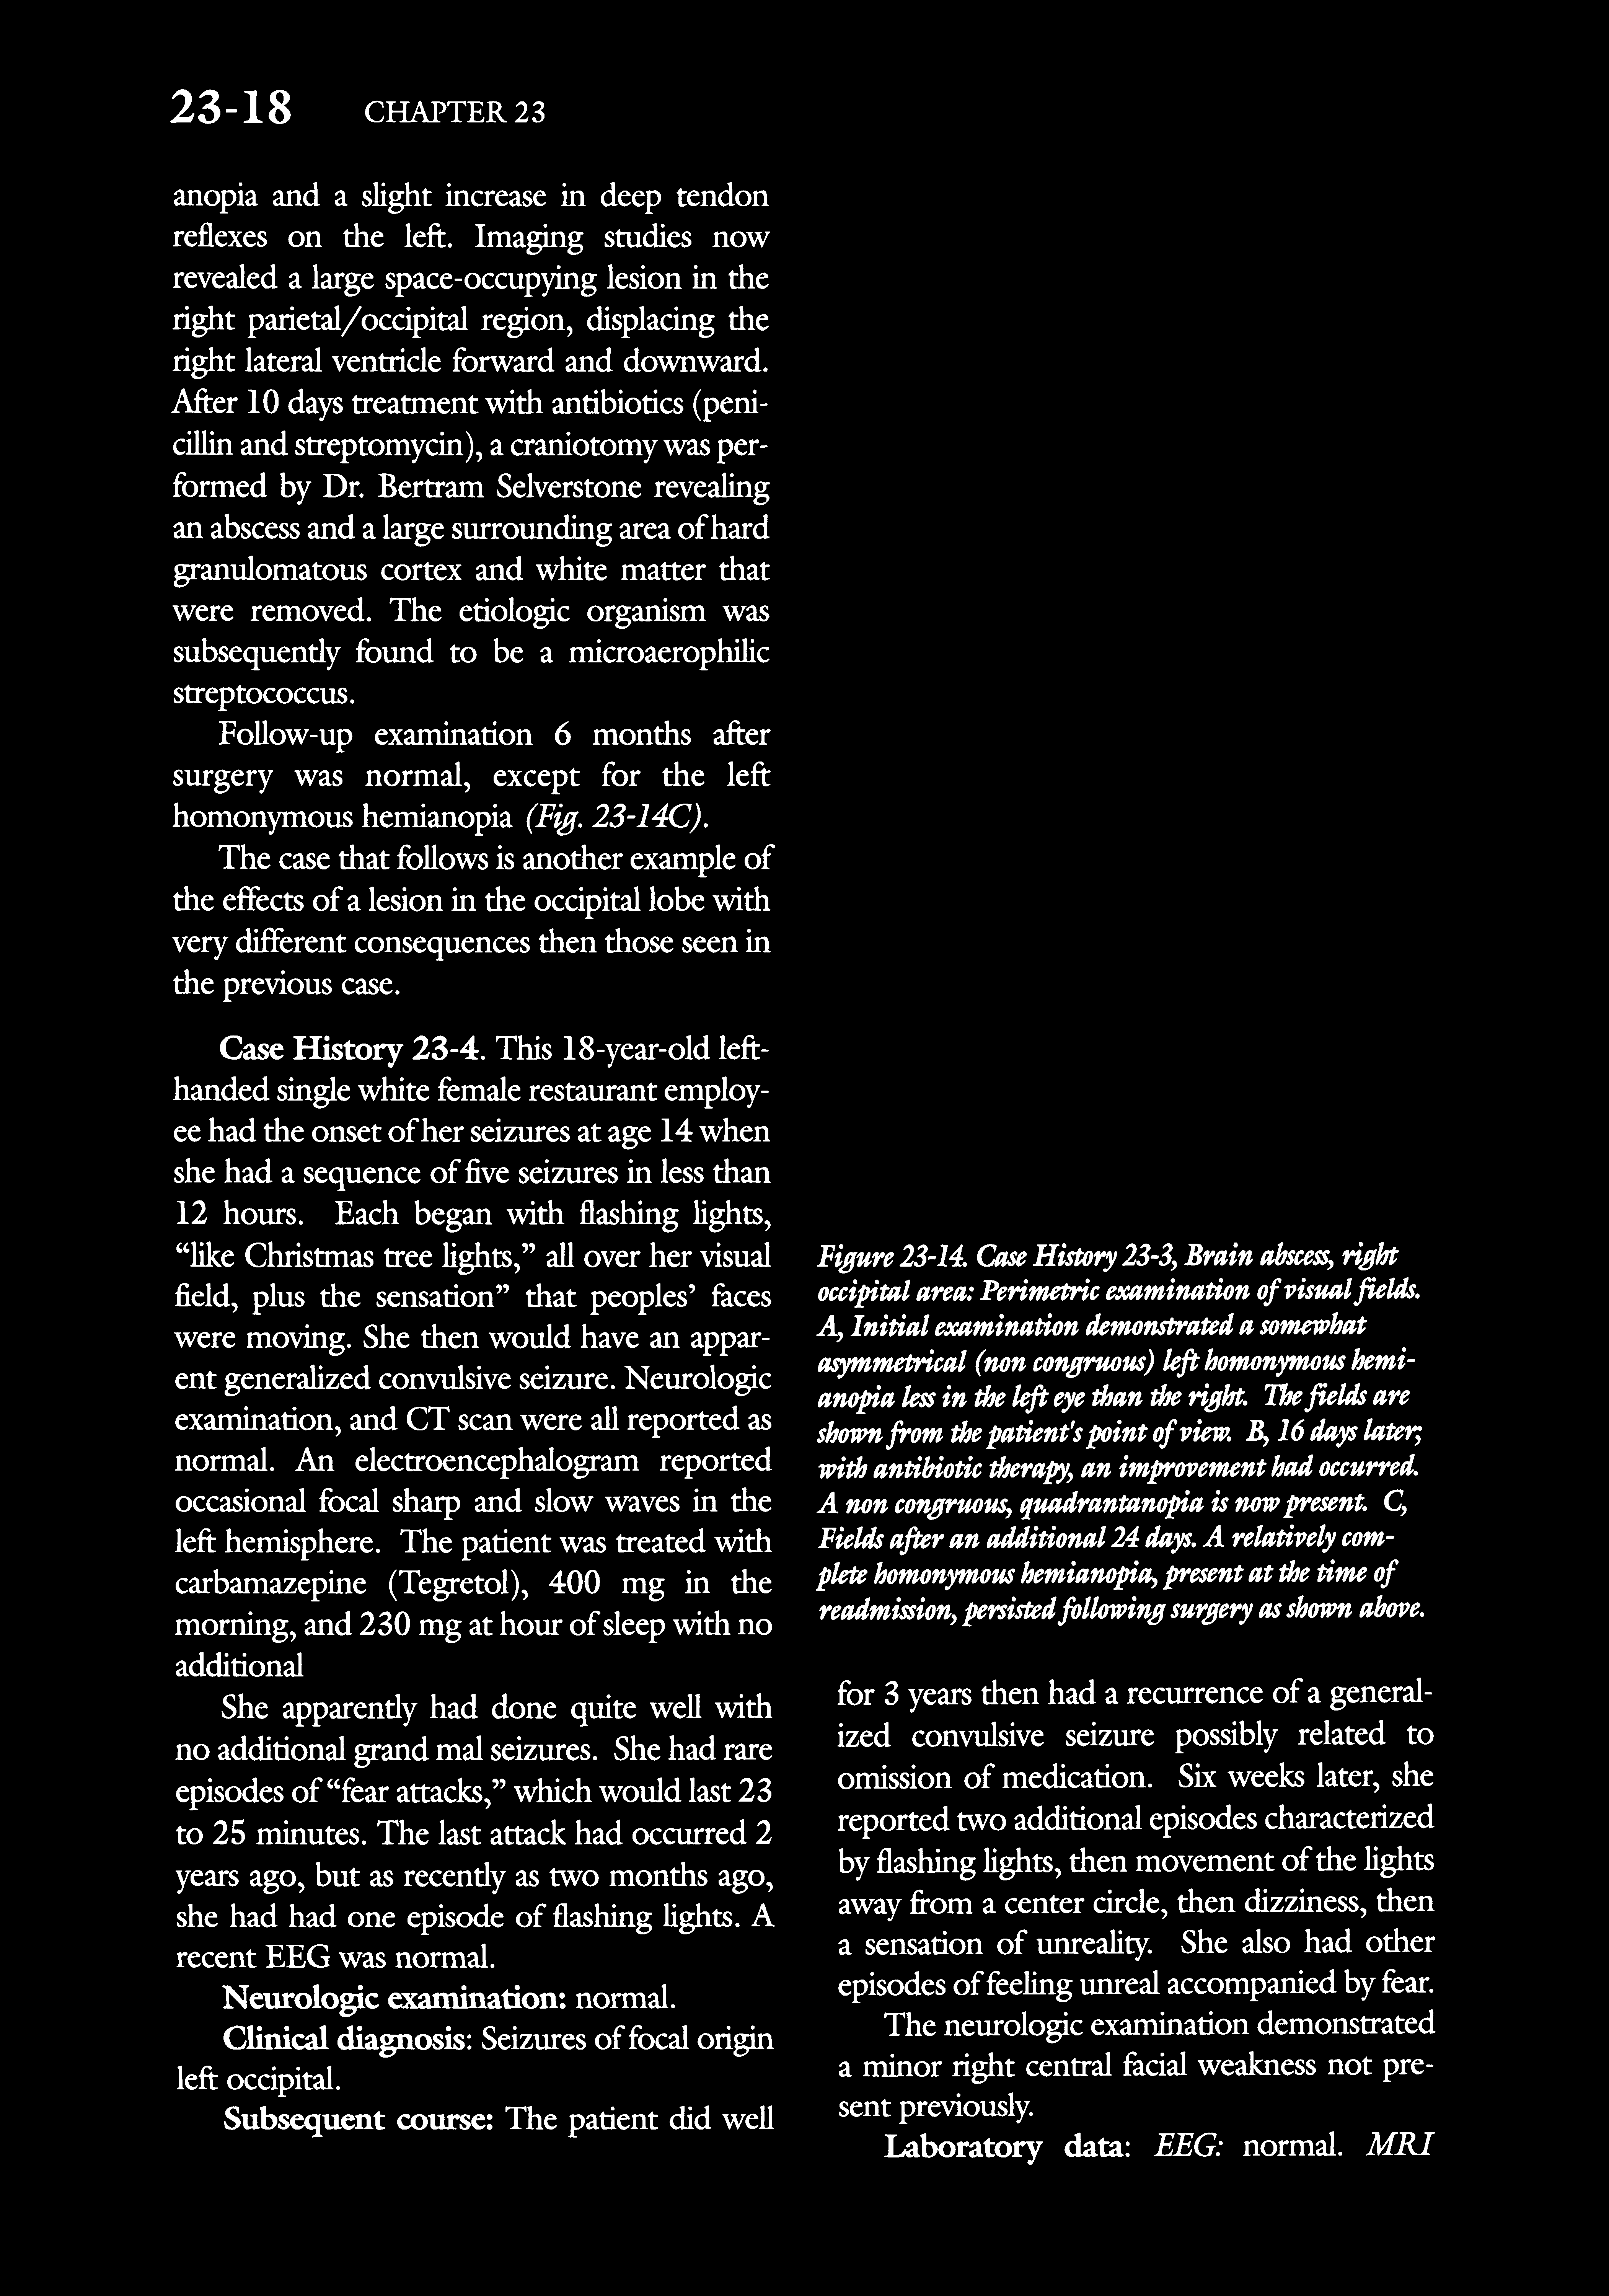 23-18 CHAPTER 23
anopia and a slight increase in deep tendon
reflexes on the left. Imaging studies now
revealed a large space-occupying lesion in the
right parietal/occipital region, displacing the
right lateral ventricle forward and downward.
After 10 days treatment with antibiotics (peni-
cillin and streptomycin), a craniotomy was per-
formed by Dr. Bertram Selverstone revealing
an abscess and a large surrounding area of hard
granulomatous cortex and white matter that
were removed. The etiologic organism was
subsequently found to be a microaerophilic
streptococcus.
Follow-up examination 6 months after
surgery was normal, except for the left
homonymous hemianopia (Fig. 23-14C).
The case that follows is another example of
the effects of a lesion in the occipital lobe with
very different consequences then those seen in
the previous case.
Case History 23-4. This 18-year-old left-
handed single white female restaurant employ-
ee had the onset of her seizures at age 14 when
she had a sequence of five seizures in less than
12 hours. Each began with flashing lights,
“like Christmas tree lights,” all over her visual
field, plus the sensation” that peoples’ faces
were moving. She then would have an appar-
ent generalized convulsive seizure. Neurologic
examination, and CT scan were all reported as
normal. An electroencephalogram reported
occasional focal sharp and slow waves in the
left hemisphere. The patient was treated with
carbamazepine (Tegretol), 400 mg in the
morning, and 230 mg at hour of sleep with no
additional
She apparently had done quite well with
no additional grand mal seizures. She had rare
episodes of “fear attacks,” which would last 23
to 25 minutes. The last attack had occurred 2
years ago, but as recently as two months ago,
she had had one episode of flashing lights. A
recent EEG was normal.
Neurologic examination: normal.
Clinical diagnosis: Seizures of focal origin
left occipital.
Subsequent course: The patient did well
Figure 23-14. Case History 23-3, Brain abscess, right
occipital area: Perimetric examination of visual fields.
A, Initial examination demonstrated a somewhat
asymmetrical (non congruous) left homonymous hemi-
anopia less in the left eye than the right. The fields are
shown from the patient's point of view. B, 16 days later;
with antibiotic therapy, an improvement had occurred.
A non congruous, quadrantanopia is now present. C,
Fields after an additional 24 days. A relatively com-
plete homonymous hemianopia, present at the time of
readmission, persisted following surgery as shown above.
for 3 years then had a recurrence of a general-
ized convulsive seizure possibly related to
omission of medication. Six weeks later, she
reported two additional episodes characterized
by flashing lights, then movement of the lights
away from a center circle, then dizziness, then
a sensation of unreality. She also had other
episodes of feeling unreal accompanied by fear.
The neurologic examination demonstrated
a minor right central facial weakness not pre-
sent previously.
Laboratory data: EEG: normal. MRI